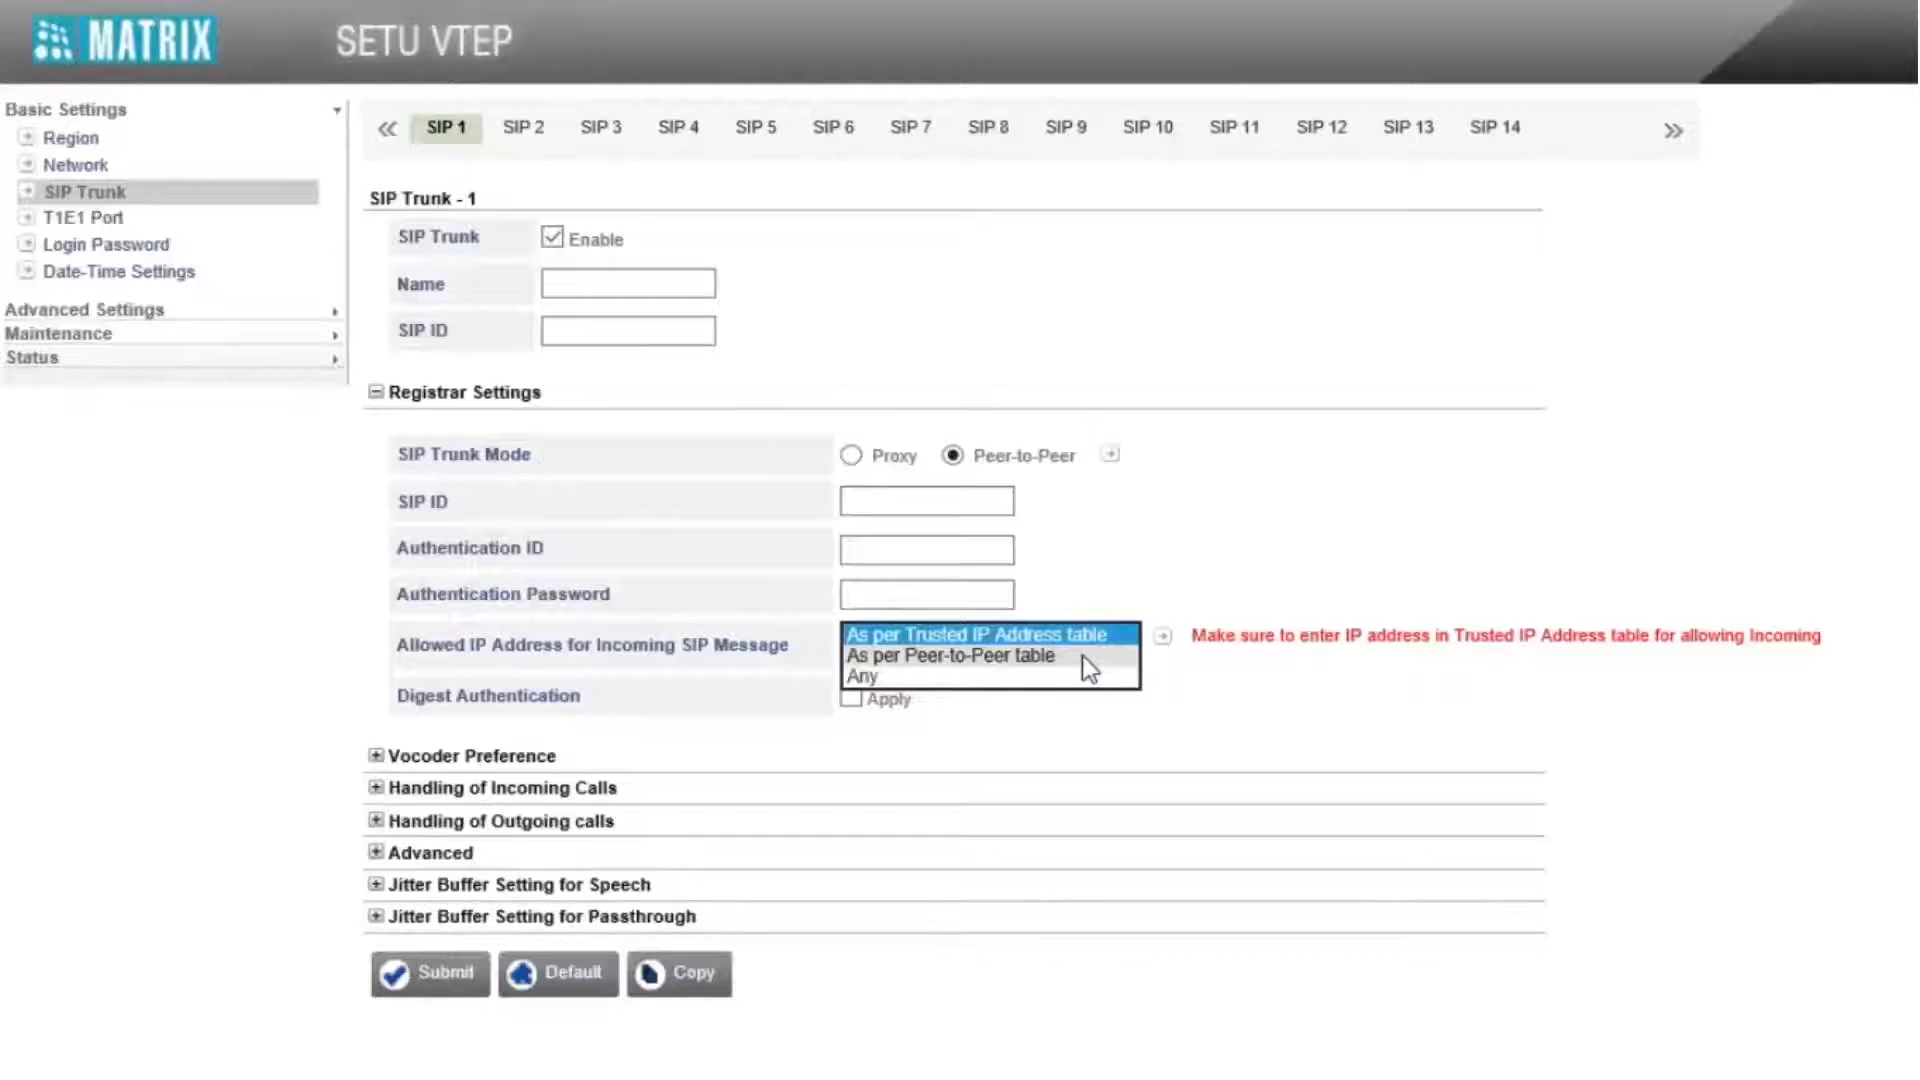 MATRIX
SETU VTEP
Basic Settings
Region
Network
SIP Trunk
T1E1 Port
Login Password
Date-Time Settings
Advanced Settings
Maintenance
Status
SIP 1 SIP 2 SIP 3 SIP 4 SIP 5 SIP 6 SIP 7 SIP 8 SIP 9 SIP 10 SIP 11 SIP 12 SIP 13 SIP 14
SIP Trunk - 1
SIP Trunk Enable
Name
SIP ID
Registrar Settings
SIP Trunk Mode Proxy Peer-to-Peer
SIP ID
Authentication ID
Authentication Password
Allowed IP Address for Incoming SIP Message
As per Trusted IP Address table
As per Peer-to-Peer table
Any
Make sure to enter IP address in Trusted IP Address table for allowing Incoming
Digest Authentication Apply
Vocoder Preference
Handling of Incoming Calls
Handling of Outgoing calls
Advanced
Jitter Buffer Setting for Speech
Jitter Buffer Setting for Passthrough
Submit Default Copy